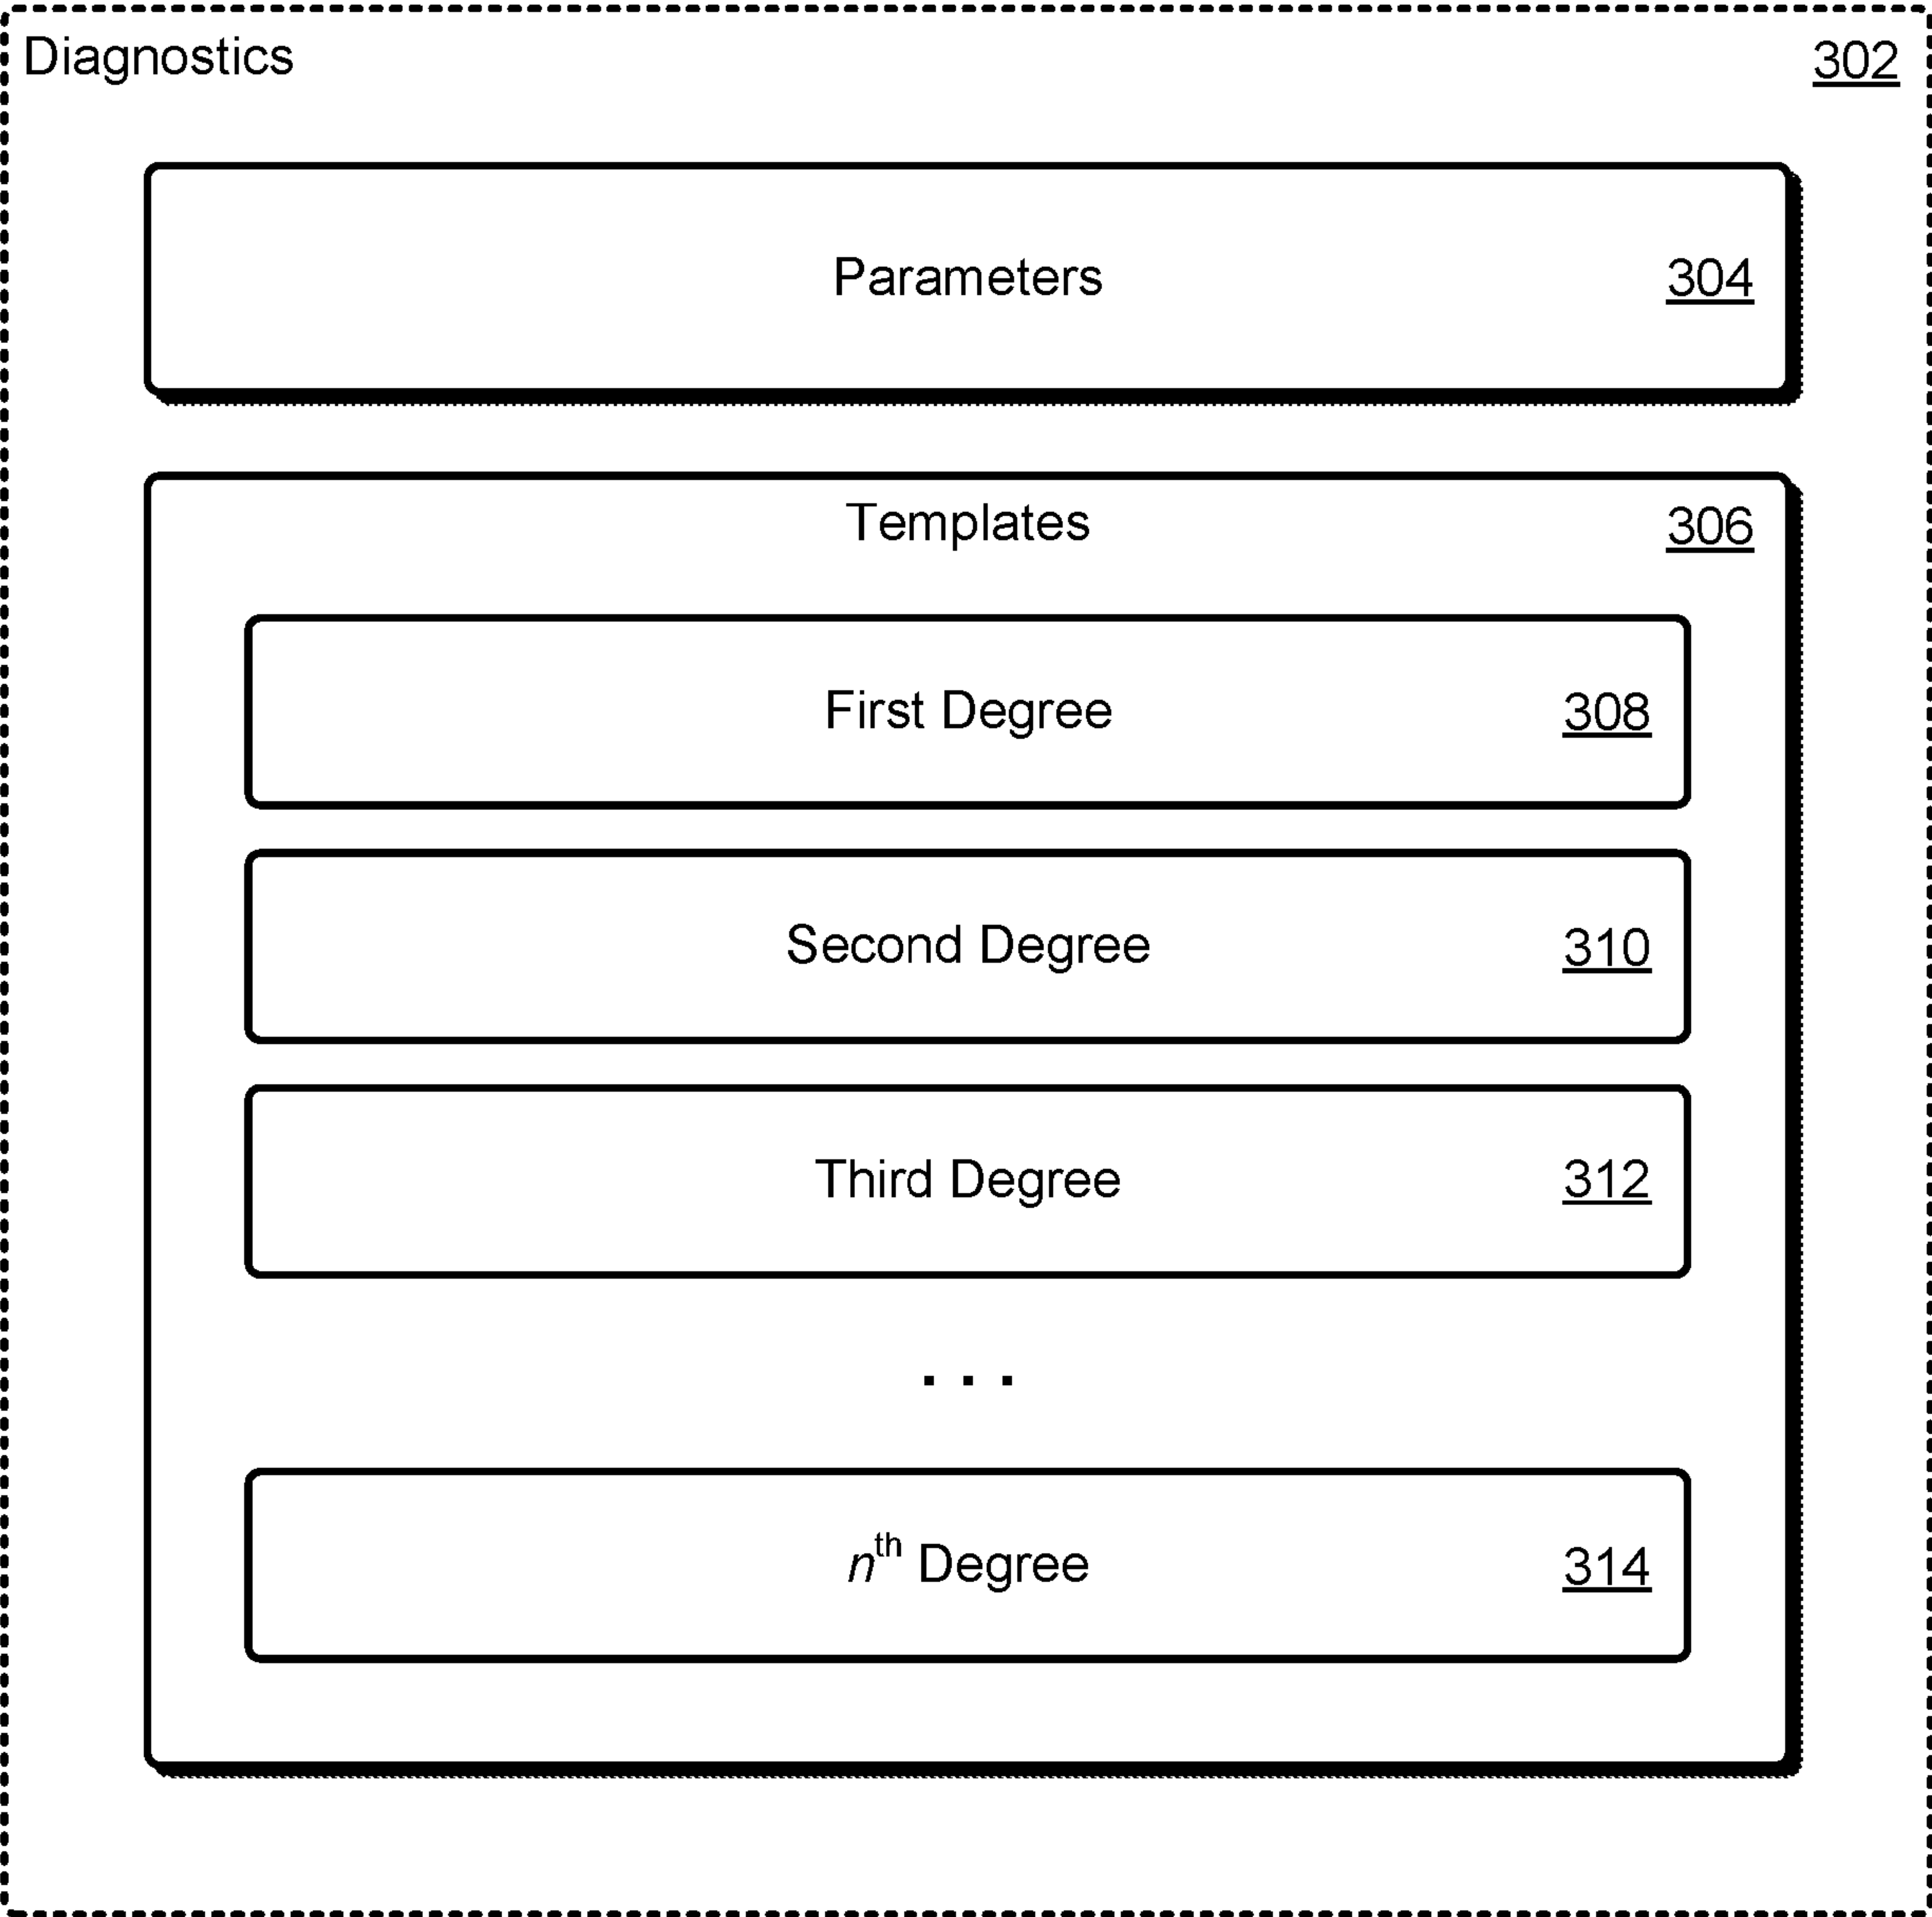 Diagnostics 302
Parameters 304
Templates 306
First Degree 308
Second Degree 310
Third Degree 312
. . .
nth Degree 314